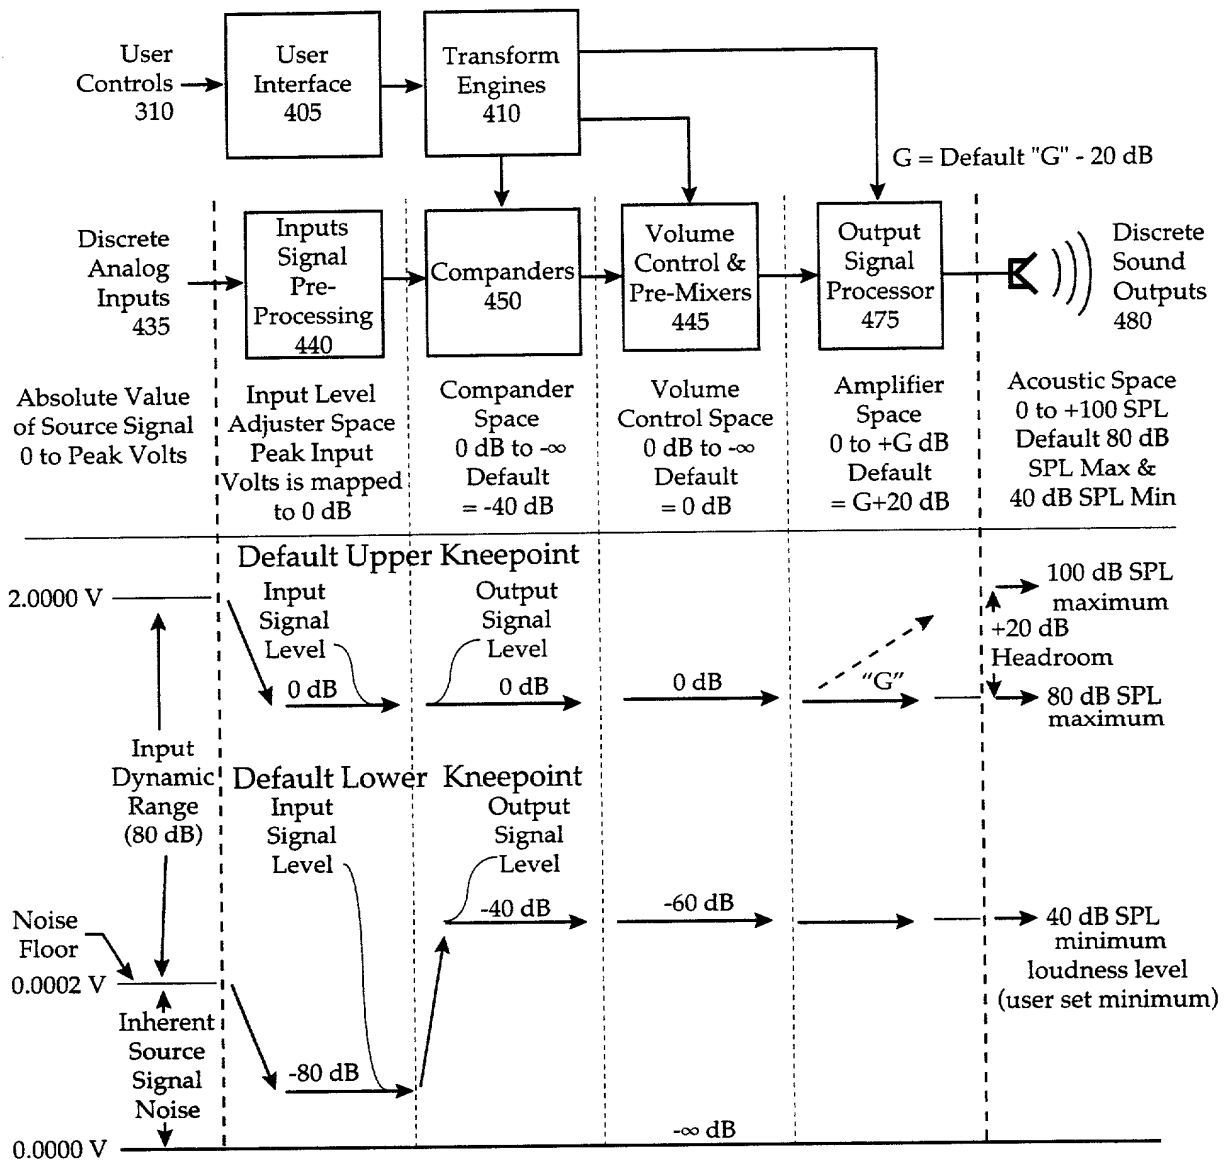 User
Controls
310
User
Interface
405
Transform
Engines
410
G = Default "G" - 20 dB
Discrete
Analog
Inputs
435
Inputs
Signal
Pre-
Processing
440
Companders
450
Volume
Control &
Pre-Mixers
445
Output
Signal
Processor
475
Discrete
Sound
Outputs
480
Absolute Value
of Source Signal
0 to Peak Volts
Input Level
Adjuster Space
Peak Input
Volts is mapped
to 0 dB
Compander
Space
0 dB to -∞
Default
= -40 dB
Volume
Control Space
0 dB to -∞
Default
= 0 dB
Amplifier
Space
0 to +G dB
Default
= G+20 dB
Acoustic Space
0 to +100 SPL
Default 80 dB
SPL Max &
40 dB SPL Min
Default Upper Kneepoint
2.0000 V
Input
Signal
Level
0 dB
Output
Signal
Level
0 dB
0 dB
"G"
100 dB SPL
maximum
+20 dB
Headroom
80 dB SPL
maximum
Input
Dynamic
Range
(80 dB)
Default Lower Kneepoint
Input
Signal
Level
Output
Signal
Level
-40 dB
-60 dB
40 dB SPL
minimum
loudness level
(user set minimum)
Noise
Floor
0.0002 V
Inherent
Source
Signal
Noise
-80 dB
-∞ dB
0.0000 V